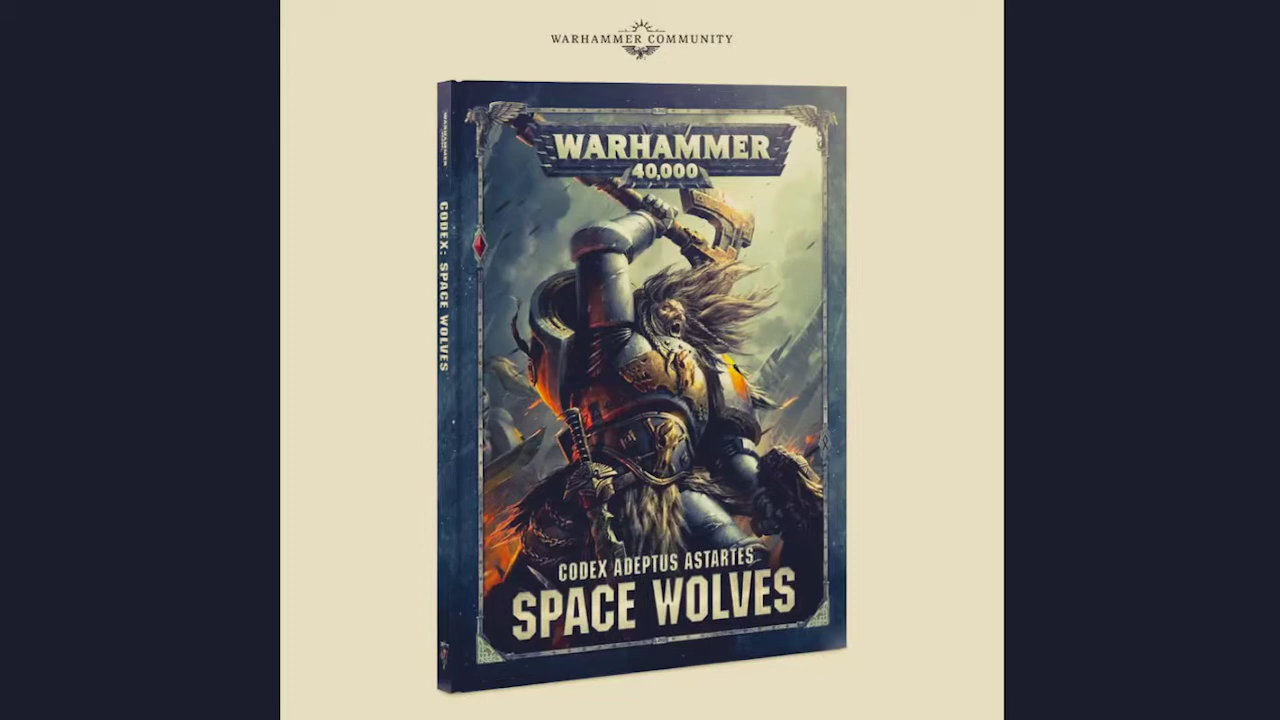 WARHAMMER COMMUNITY
WARHAMMER
40,000
CODEX: SPACE WOLVES
CODEX ADEPTUS ASTARTES
SPACE WOLVES